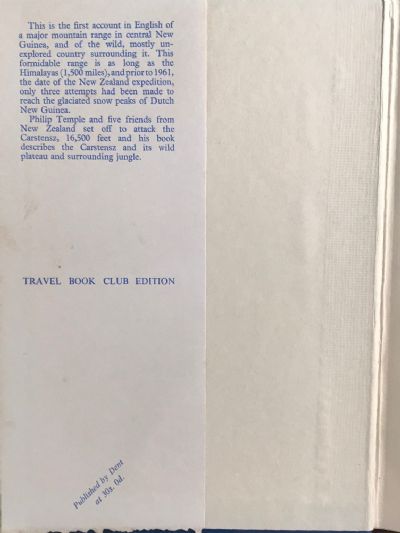 This is the first account in English of
a major mountain range in central New
Guinea, and of the wild, mostly un-
explored country surrounding it. This
formidable range is as long as the
Himalayas (1,500 miles), and prior to 1961,
the date of the New Zealand expedition,
only three attempts had been made to
reach the glaciated snow peaks of Dutch
New Guinea.
Philip Temple and five friends from
New Zealand set off to attack the
Carstensz, 16,500 feet and his book
describes the Carstensz and its wild
plateau and surrounding jungle.
TRAVEL BOOK CLUB EDITION
Published by Dent
at 30s. 0d.